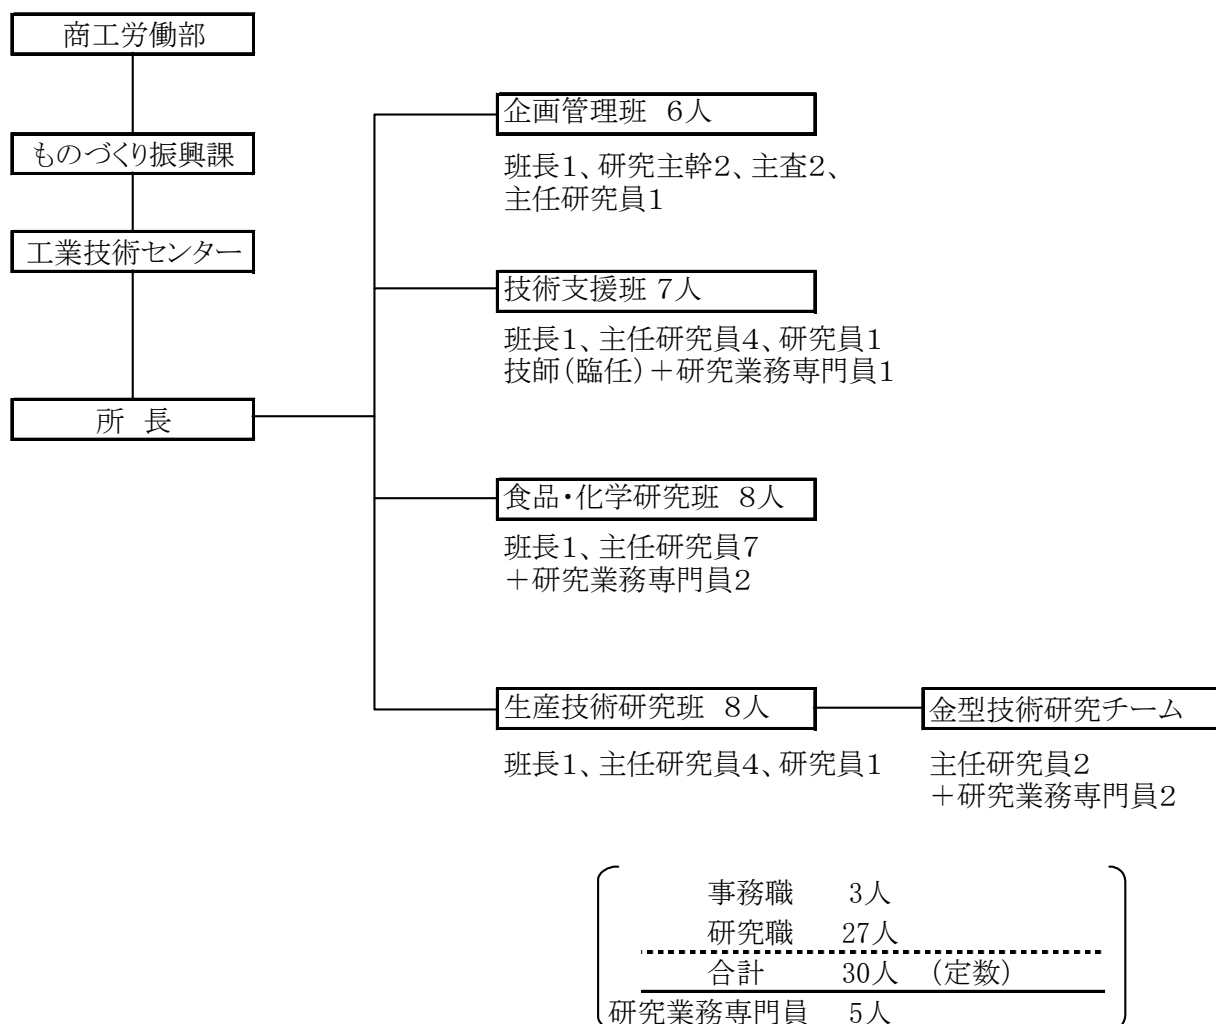 商工労働部
ものづくり振興課
工業技術センター
所 長
企画管理班 6人
班長1、研究主幹2、主査2、
主任研究員1
技術支援班 7人
班長1、主任研究員4、研究員1
技師(臨任)+研究業務専門員1
食品・化学研究班 8人
班長1、主任研究員7
+研究業務専門員2
生産技術研究班 8人
班長1、主任研究員4、研究員1
金型技術研究チーム
主任研究員2
+研究業務専門員2
事務職 3人
研究職 27人
合計 30人 (定数)
研究業務専門員 5人